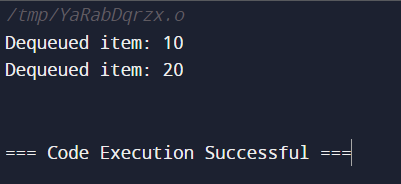 /tmp/YaRabDqrzx.o
Dequeued item: 10
Dequeued item: 20
=== Code Execution Successful ===